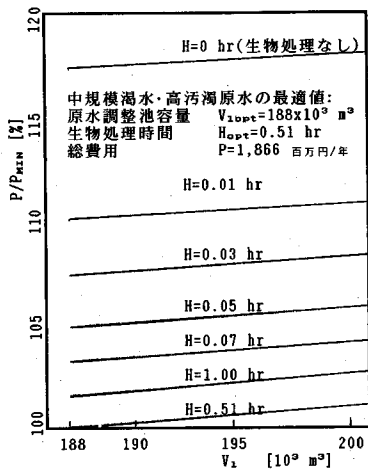 120
H=0 hr(生物処理なし)
中規模渇水・高汚濁原水の最適値:
原水調整池容量 V₁opt=188x10³ m³
生物処理時間 Hopt=0.51 hr
総費用 P=1,866 百万円/年
115
P/PMIN [%]
H=0.01 hr
110
H=0.03 hr
H=0.05 hr
105
H=0.07 hr
H=1.00 hr
H=0.51 hr
100
188 190 195 200
V₁ [10³ m³]